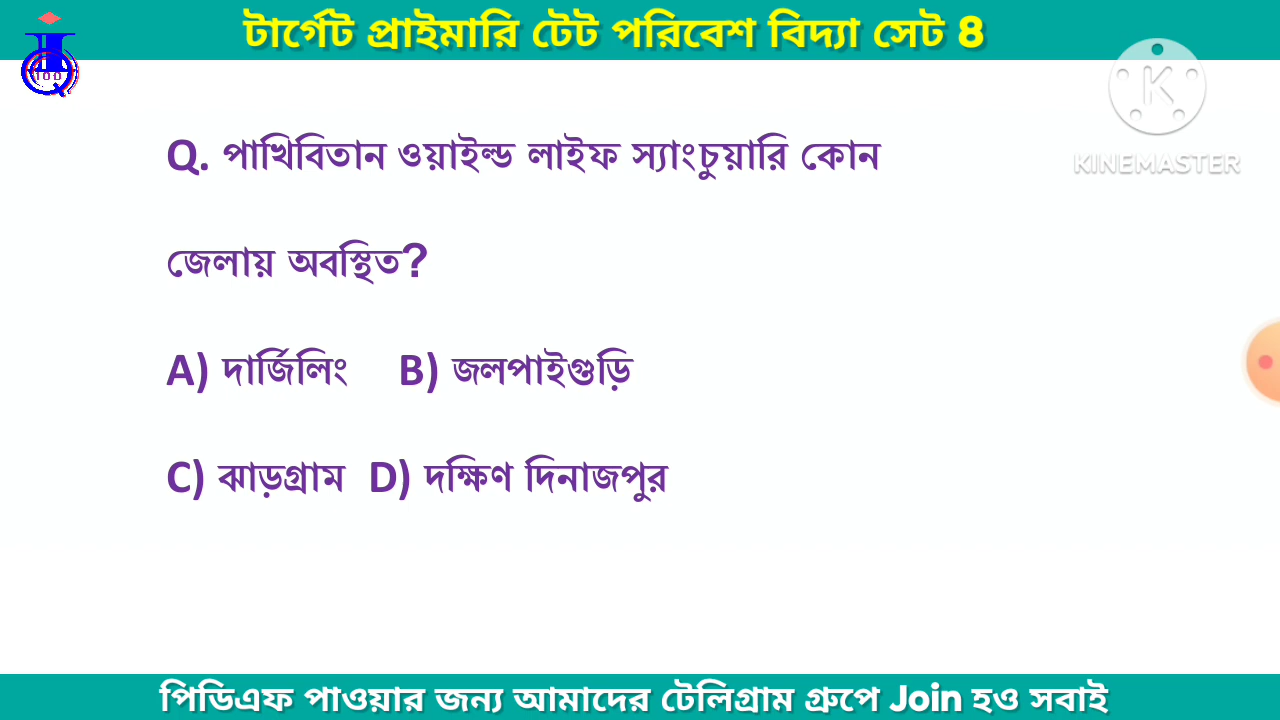 টার্গেট প্রাইমারি টেট পরিবেশ বিদ্যা সেট 8
100
Q
KINEMASTER
Q. পাখিবিতান ওয়াইল্ড লাইফ স্যাংচুয়ারি কোন
জেলায় অবস্থিত?
A) দার্জিলিং B) জলপাইগুড়ি
C) ঝাড়গ্রাম D) দক্ষিণ দিনাজপুর
পিডিএফ পাওয়ার জন্য আমাদের টেলিগ্রাম গ্রুপে Join হও সবাই